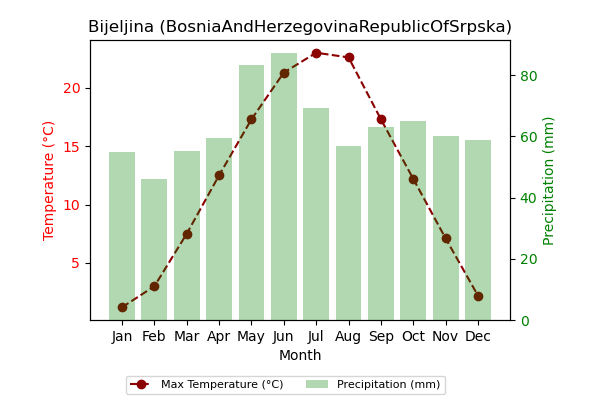 Bijeljina (BosniaAndHerzegovinaRepublicOfSrpska)
20
15
10
5
Temperature (°C)
80
60
40
20
0
Precipitation (mm)
Jan Feb Mar Apr May Jun Jul Aug Sep Oct Nov Dec
Month
Max Temperature (°C) Precipitation (mm)